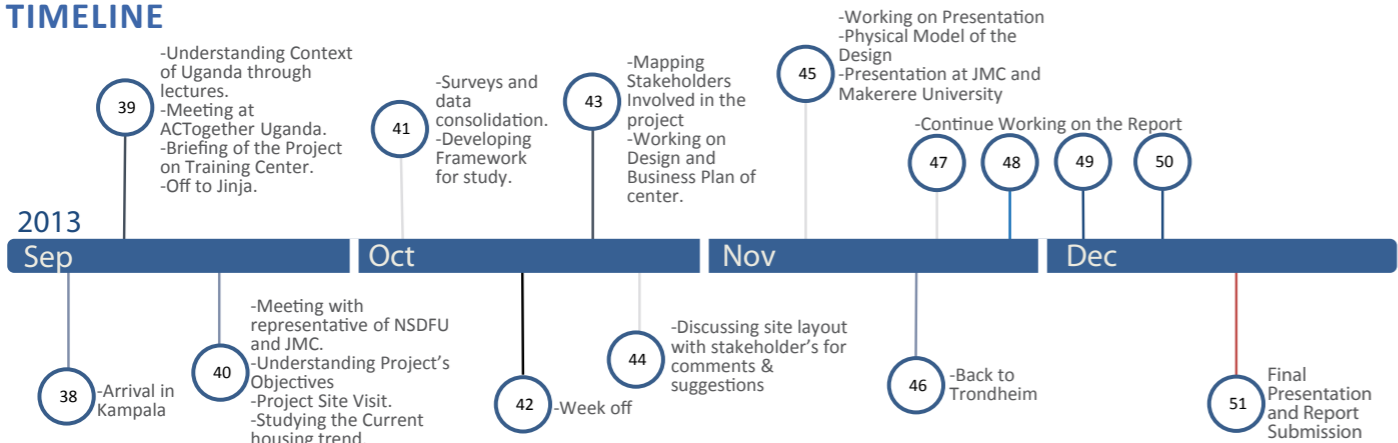 TIMELINE
39
-Understanding Context
of Uganda through
lectures.
-Meeting at
ACTogether Uganda.
-Briefing of the Project
on Training Center.
-Off to Jinja.
41
-Surveys and
data
consolidation.
-Developing
Framework
for study.
43
-Mapping
Stakeholders
Involved in the
project
-Working on
Design and
Business Plan of
center.
45
-Working on Presentation
-Physical Model of the
Design
-Presentation at JMC and
Makerere University
-Continue Working on the Report
47
48
49
50
2013
Sep
Oct
Nov
Dec
38
-Arrival in
Kampala
40
-Meeting with
representative of NSDFU
and JMC.
-Understanding Project's
Objectives
-Project Site Visit.
-Studying the Current
housing trend
42
-Week off
44
-Discussing site layout
with stakeholder's for
comments &
suggestions
46
-Back to
Trondheim
51
Final
Presentation
and Report
Submission